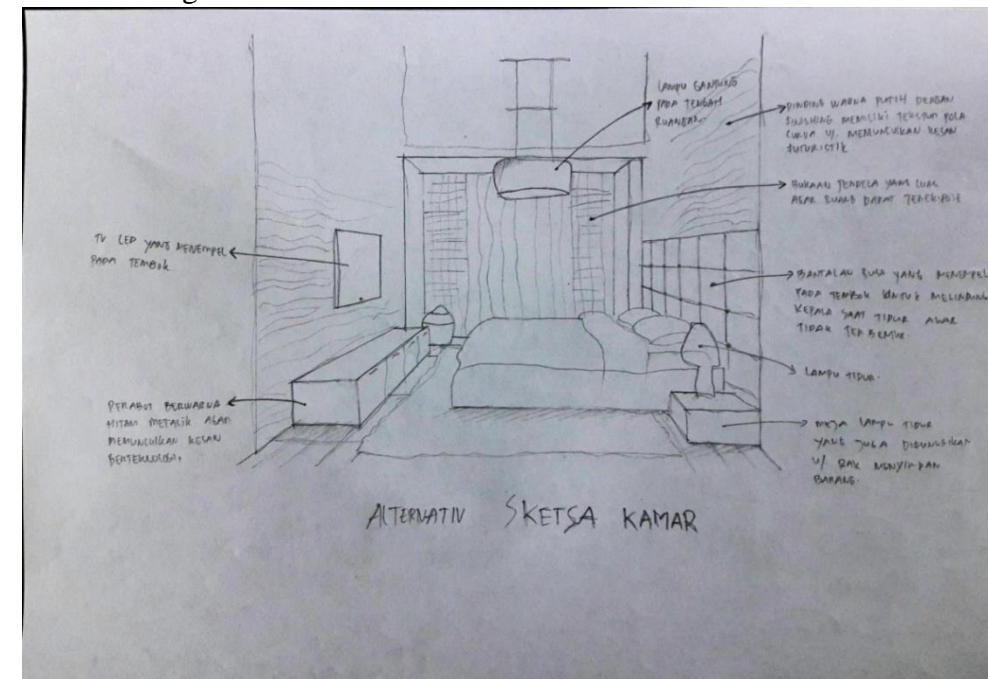 LAMPU GANTUNG
PADA TENGAH
RUANGAN.
DINDING WARNA PUTIH DENGAN
FINISHING MEMILIKI TEKSTUR POLA
CURVA U/. MEMUNCULKAN KESAN
FUTURISTIK
BUKAAN JENDELA YANG LUAS
AGAR RUANG DAPAT
TV LED YANG MENEMPEL
PADA TEMBOK
BANTALAN BUSA YANG MENEMPEL
PADA TEMBOK UNTUK MELINDUNGI
KEPALA SAAT TIDUR AGAR
TIDAK TERBENTUR.
LAMPU TIDUR.
PERABOT BERWARNA
HITAM METALIK AGAR
MEMUNCULKAN KESAN
BERTEKNOLOGI.
MEJA LAMPU TIDUR
YANG JUGA DIFUNGSIKAN
U/ RAK MENYIMPAN
BARANG.
ALTERNATIV SKETSA KAMAR